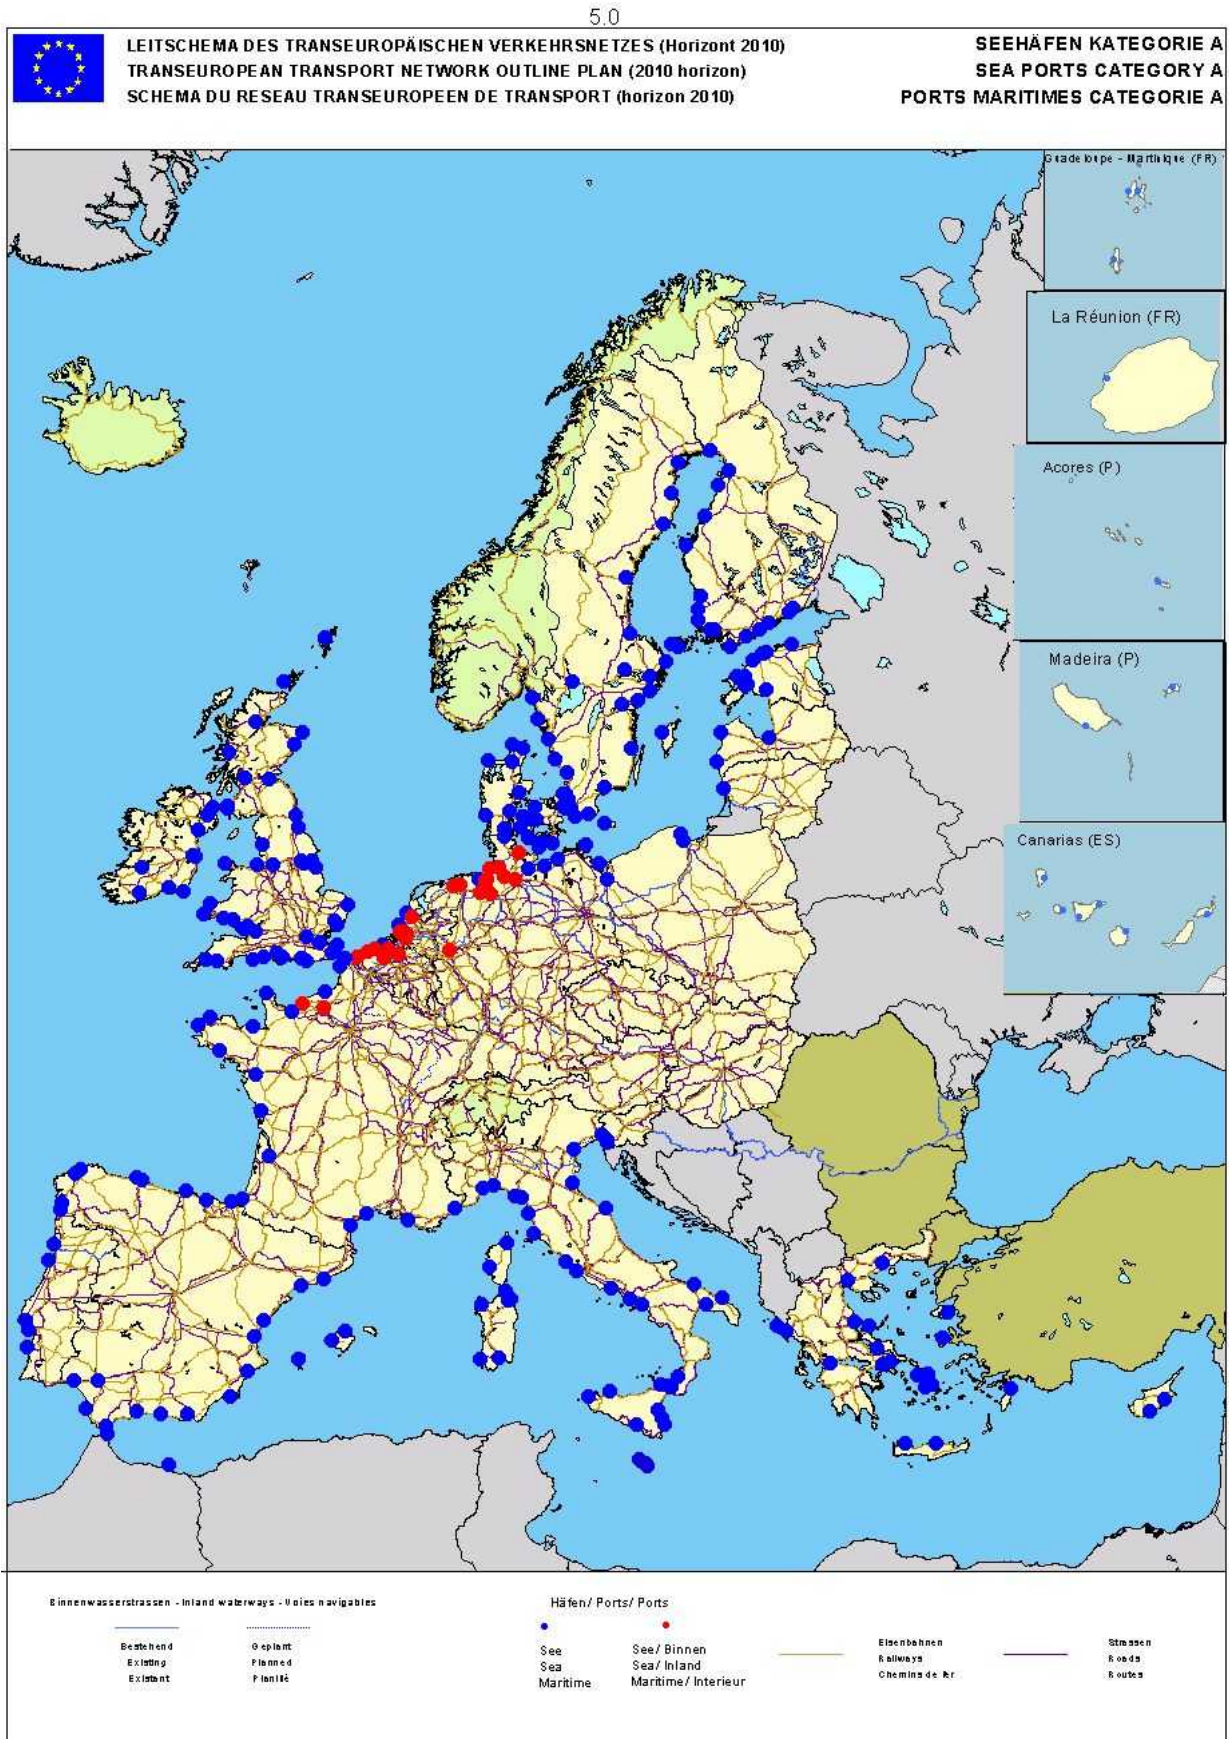 5.0
LEITSCHEMA DES TRANSEUROPÄISCHEN VERKEHRSNETZES (Horizont 2010)
TRANSEUROPEAN TRANSPORT NETWORK OUTLINE PLAN (2010 horizon)
SCHEMA DU RESEAU TRANSEUROPEEN DE TRANSPORT (horizon 2010)
SEEHÄFEN KATEGORIE A
SEA PORTS CATEGORY A
PORTS MARITIMES CATEGORIE A
Guadeloupe - Martinique (FR)
La Réunion (FR)
Acores (P)
Madeira (P)
Canarias (ES)
Binnenwasserstrassen - Inland waterways - Voies navigables
Bestehend
Existing
Existant
Geplant
Planned
Planifié
Häfen/ Ports/ Ports
See
Sea
Maritime
See/ Binnen
Sea/ Inland
Maritime/ Interieur
Eisenbahnen
Railways
Chemins de fer
Strassen
Roads
Routes